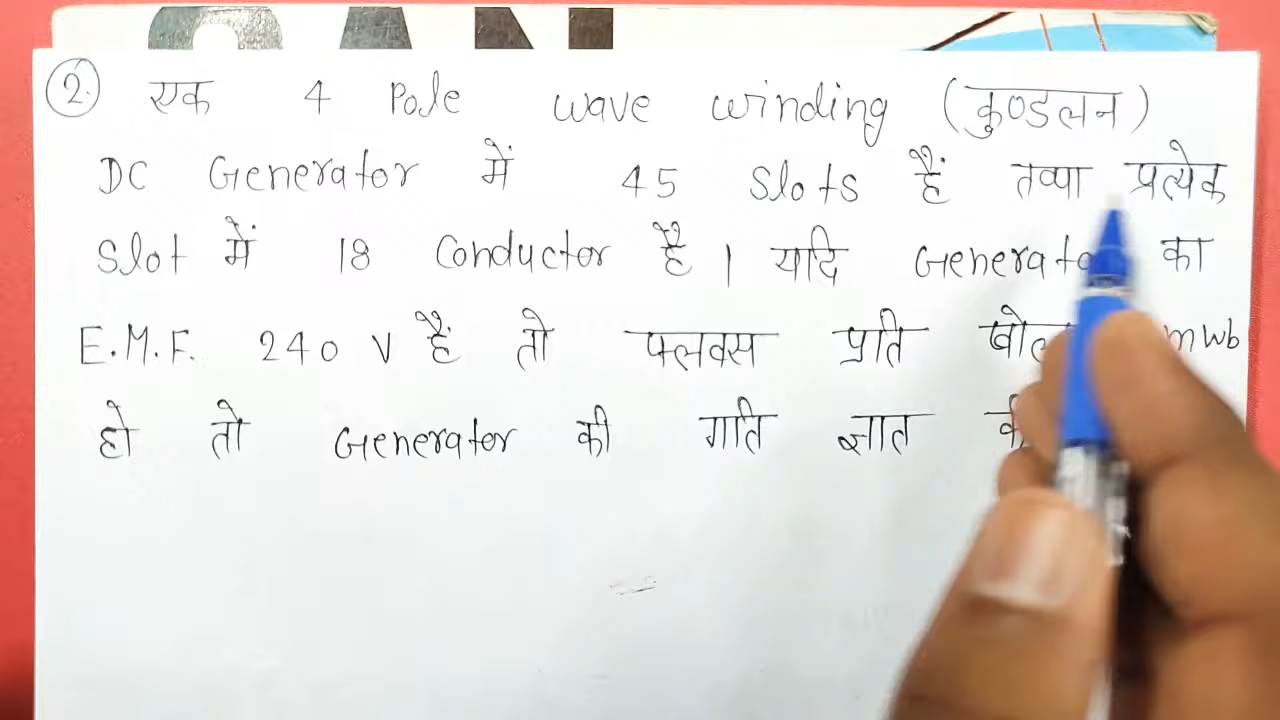 ② एक 4 Pole wave winding (कुण्डलन)
DC Generator में 45 Slots हैं तथा प्रत्येक
Slot में 18 Conductor है । यदि Generator का
E.M.F. 240 V हैं तो फ्लक्स प्रति mwb
हो तो Generator की गति ज्ञात